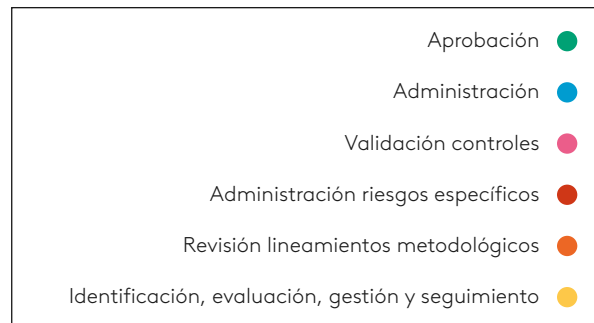 Aprobación
Administración
Validación controles
Administración riesgos específicos
Revisión lineamientos metodológicos
Identificación, evaluación, gestión y seguimiento